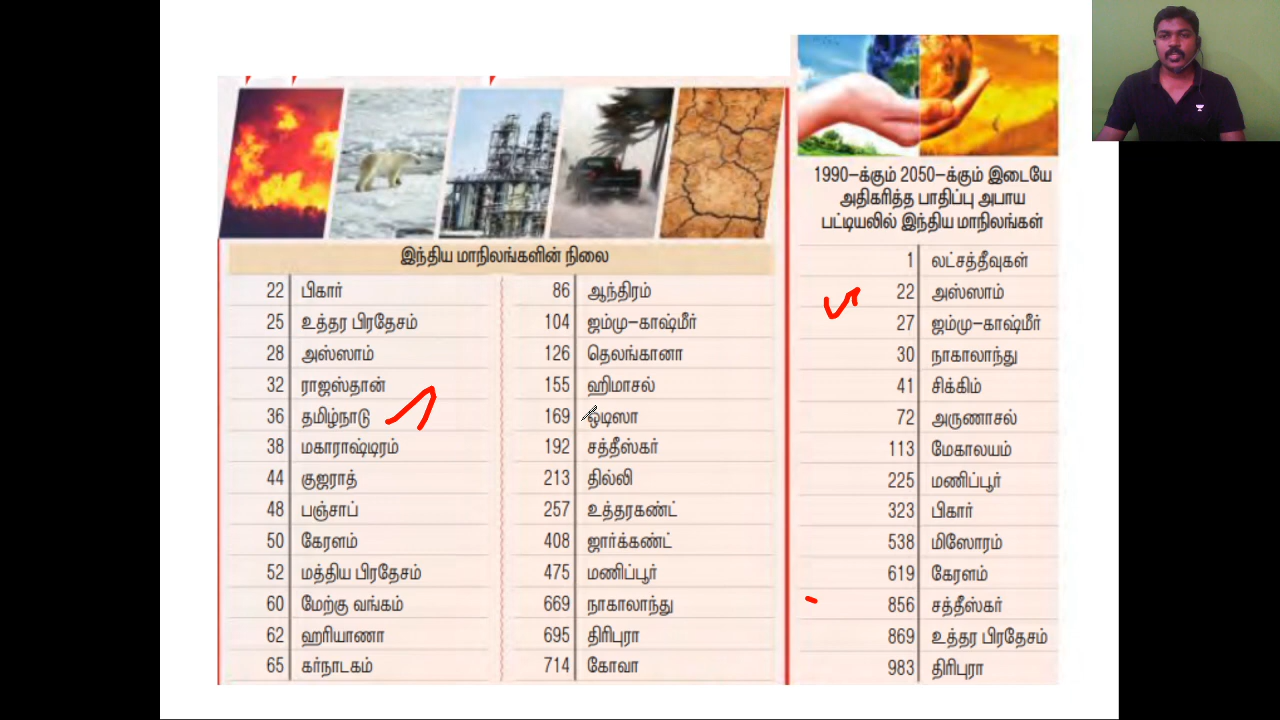 1990-க்கும் 2050-க்கும் இடையே
அதிகரித்த பாதிப்பு அபாய
பட்டியலில் இந்திய மாநிலங்கள்
இந்திய மாநிலங்களின் நிலை
22 பிகார்
25 உத்தர பிரதேசம்
28 அஸ்ஸாம்
32 ராஜஸ்தான்
36 தமிழ்நாடு
38 மகாராஷ்டிரம்
44 குஜராத்
48 பஞ்சாப்
50 கேரளம்
52 மத்திய பிரதேசம்
60 மேற்கு வங்கம்
62 ஹரியாணா
65 கர்நாடகம்
86 ஆந்திரம்
104 ஜம்மு-காஷ்மீர்
126 தெலங்கானா
155 ஹிமாசல்
169 ஒடிஸா
192 சத்தீஸ்கர்
213 தில்லி
257 உத்தரகண்ட்
408 ஜார்க்கண்ட்
475 மணிப்பூர்
669 நாகாலாந்து
695 திரிபுரா
714 கோவா
1 லட்சத்தீவுகள்
22 அஸ்ஸாம்
27 ஜம்மு-காஷ்மீர்
30 நாகாலாந்து
41 சிக்கிம்
72 அருணாசல்
113 மேகாலயம்
225 மணிப்பூர்
323 பிகார்
538 மிஸோரம்
619 கேரளம்
856 சத்தீஸ்கர்
869 உத்தர பிரதேசம்
983 திரிபுரா